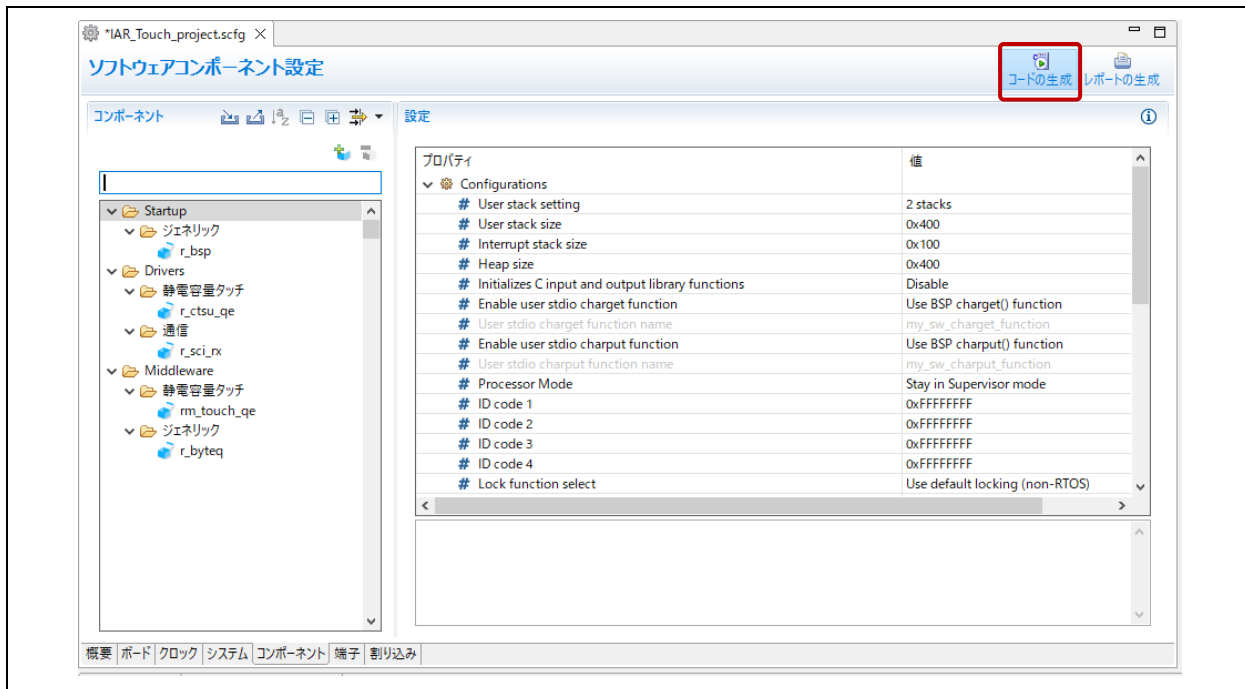 *IAR_Touch_project.scfg
ソフトウェアコンポーネント設定
コードの生成
レポートの生成
コンポーネント
設定
プロパティ 値
Configurations
# User stack setting 2 stacks
# User stack size 0x400
# Interrupt stack size 0x100
# Heap size 0x400
# Initializes C input and output library functions Disable
# Enable user stdio charget function Use BSP charget() function
# User stdio charget function name my_sw_charget_function
# Enable user stdio charput function Use BSP charput() function
# User stdio charput function name my_sw_charput_function
# Processor Mode Stay in Supervisor mode
# ID code 1 0xFFFFFFFF
# ID code 2 0xFFFFFFFF
# ID code 3 0xFFFFFFFF
# ID code 4 0xFFFFFFFF
# Lock function select Use default locking (non-RTOS)
Startup
ジェネリック
r_bsp
Drivers
静電容量タッチ
r_ctsu_qe
通信
r_sci_rx
Middleware
静電容量タッチ
rm_touch_qe
ジェネリック
r_byteq
概要 ボード クロック システム コンポーネント 端子 割り込み